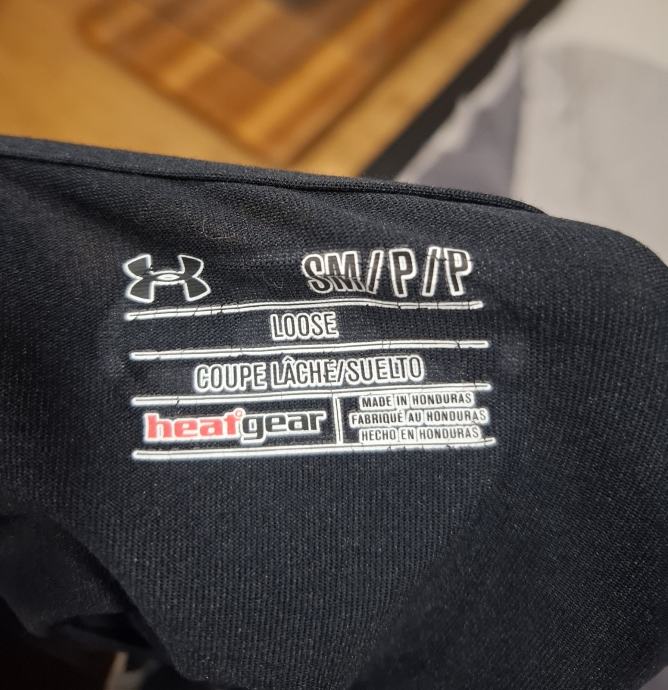 SM/P/P
LOOSE
COUPE LÂCHE/SUELTO
heatgear
MADE IN HONDURAS
FABRIQUÉ AU HONDURAS
HECHO EN HONDURAS